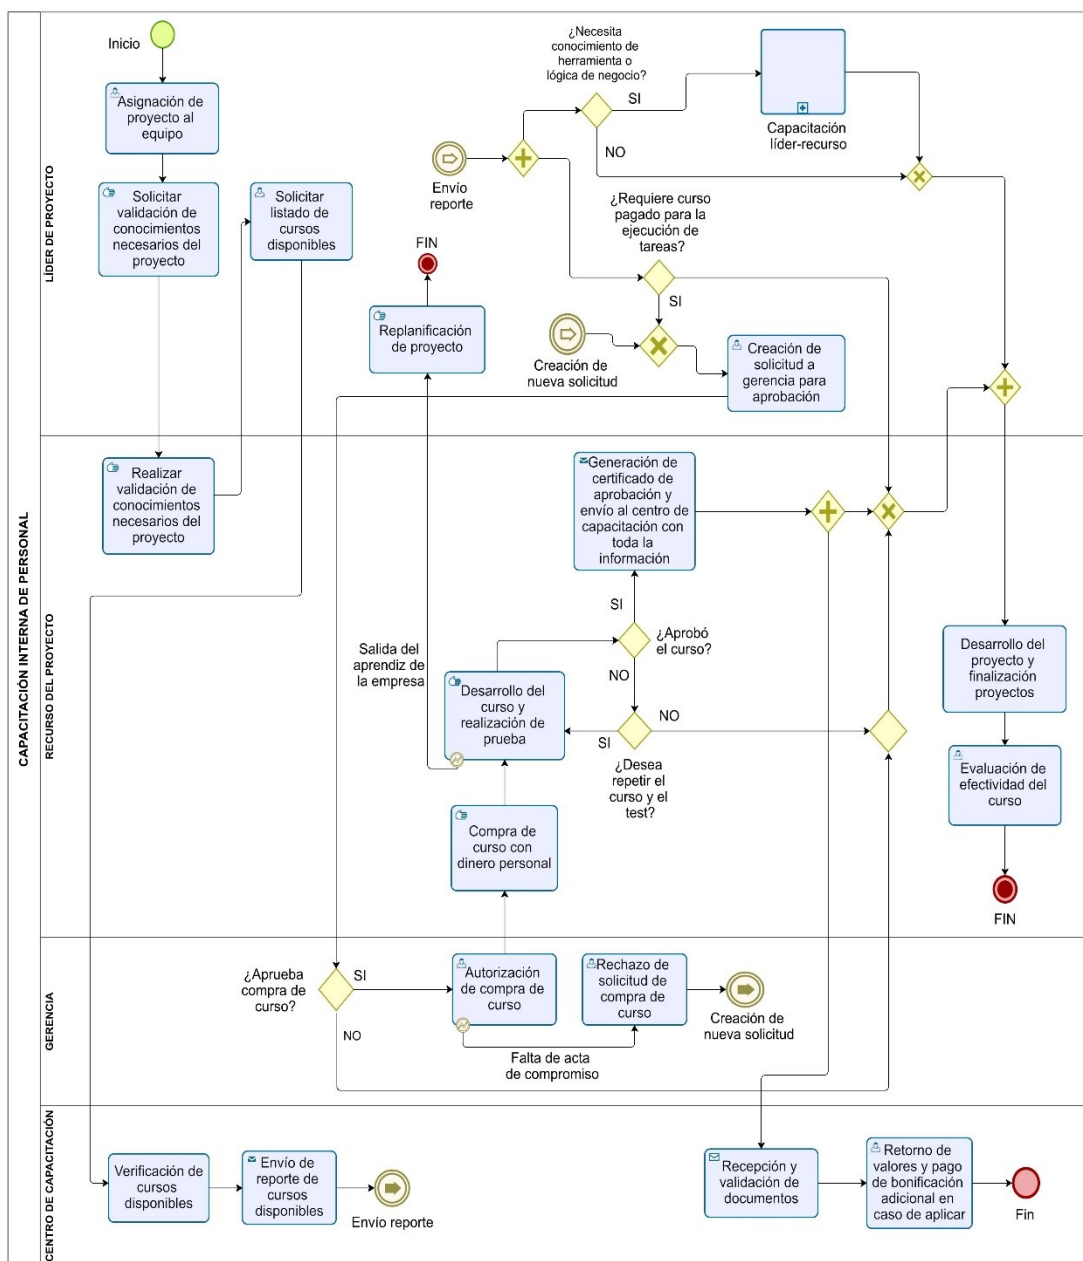 CAPACITACIÓN INTERNA DE PERSONAL
LÍDER DE PROYECTO
Inicio
Asignación de
proyecto al
equipo
Solicitar
validación de
conocimientos
necesarios del
proyecto
Solicitar
listado de
cursos
disponibles
¿Necesita
conocimiento de
herramienta o
lógica de negocio?
SI
NO
Capacitación
líder-recurso
Envío
reporte
¿Requiere curso
pagado para la
ejecución de
tareas?
SI
FIN
Replanificación
de proyecto
Creación de
nueva solicitud
Creación de
solicitud a
gerencia para
aprobación
RECURSO DEL PROYECTO
Realizar
validación de
conocimientos
necesarios del
proyecto
Generación de
certificado de
aprobación y
envío al centro de
capacitación con
toda la
información
SI
¿Aprobó
el curso?
NO
Salida del
aprendiz de
la empresa
Desarrollo del
curso y
realización de
prueba
SI
NO
¿Desea
repetir el
curso y el
test?
Compra de
curso con
dinero personal
Desarrollo del
proyecto y
finalización
proyectos
Evaluación de
efectividad del
curso
FIN
GERENCIA
¿Aprueba
compra de
curso?
SI
NO
Autorización
de compra de
curso
Rechazo de
solicitud de
compra de
curso
Creación de
nueva solicitud
Falta de acta
de compromiso
CENTRO DE CAPACITACIÓN
Verificación de
cursos
disponibles
Envío de
reporte de
cursos
disponibles
Envío reporte
Recepción y
validación de
documentos
Retorno de
valores y pago
de bonificación
adicional en
caso de aplicar
Fin